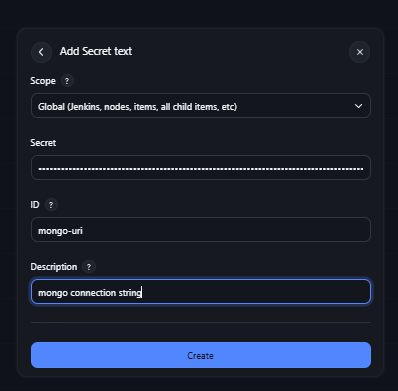 Add Secret text
Scope ?
Global (Jenkins, nodes, items, all child items, etc)
Secret
ID ?
mongo-uri
Description ?
mongo connection string
Create